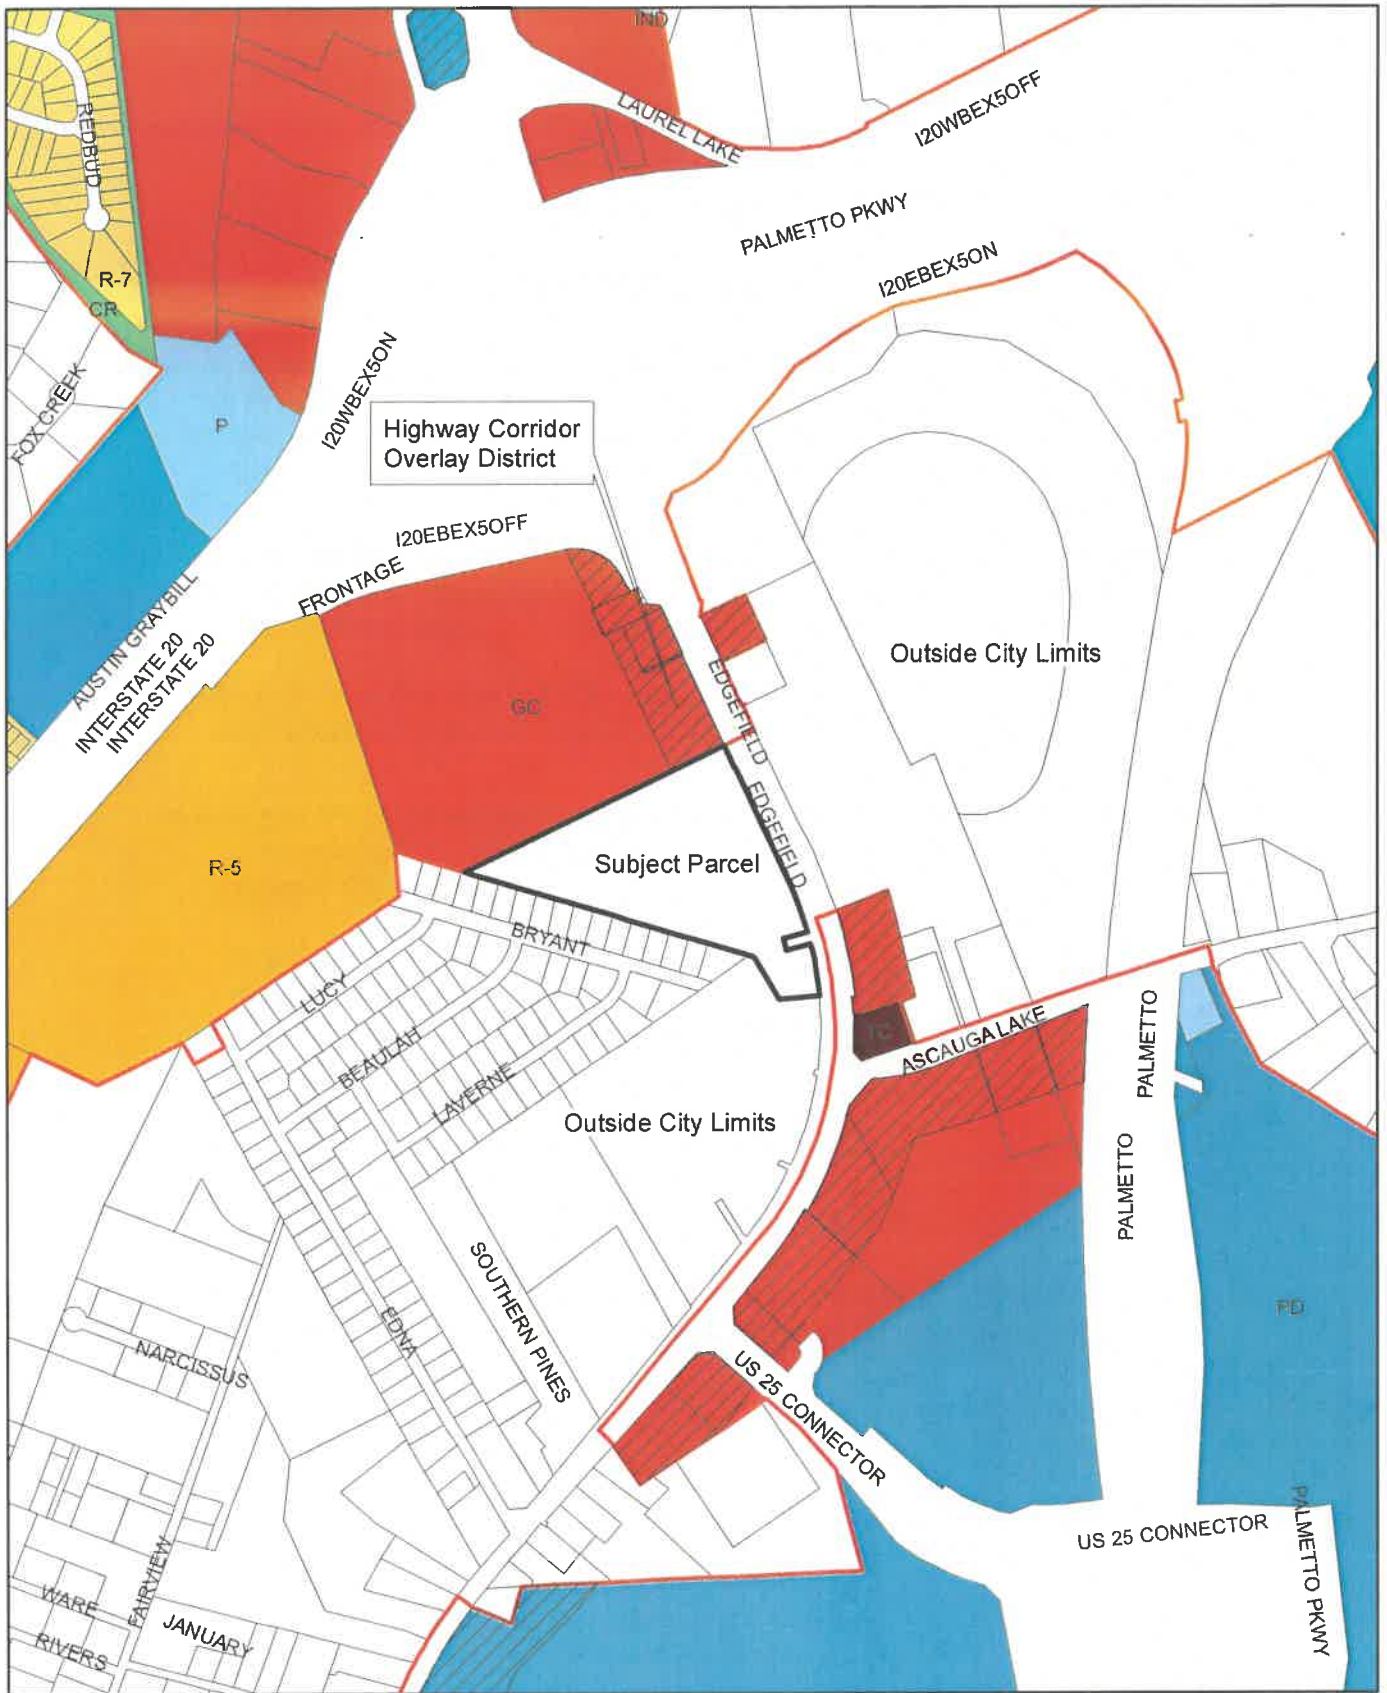 IND
REDBUD
LAUREL LAKE
I20WBEX5OFF
PALMETTO PKWY
I20EBEX5ON
R-7
CR
FOX CREEK
P
I20WBEX5ON
Highway Corridor
Overlay District
I20EBEX5OFF
FRONTAGE
AUSTIN GRAYBILL
INTERSTATE 20
INTERSTATE 20
Outside City Limits
EDGEFIELD
GC
EDGEFIELD
R-5
Subject Parcel
BRYANT
LUCY
BEAULAH
LAVERNE
ASCAUGA LAKE
PALMETTO
PALMETTO
Outside City Limits
SOUTHERN PINES
EDNA
PD
NARCISSUS
US 25 CONNECTOR
US 25 CONNECTOR
PALMETTO PKWY
FAIRVIEW
WARE
JANUARY
RIVERS